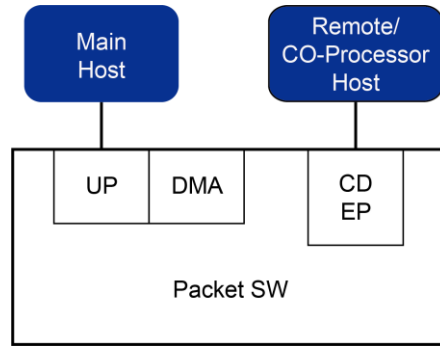 Main
Host
Remote/
CO-Processor
Host
UP
DMA
CD
EP
Packet SW